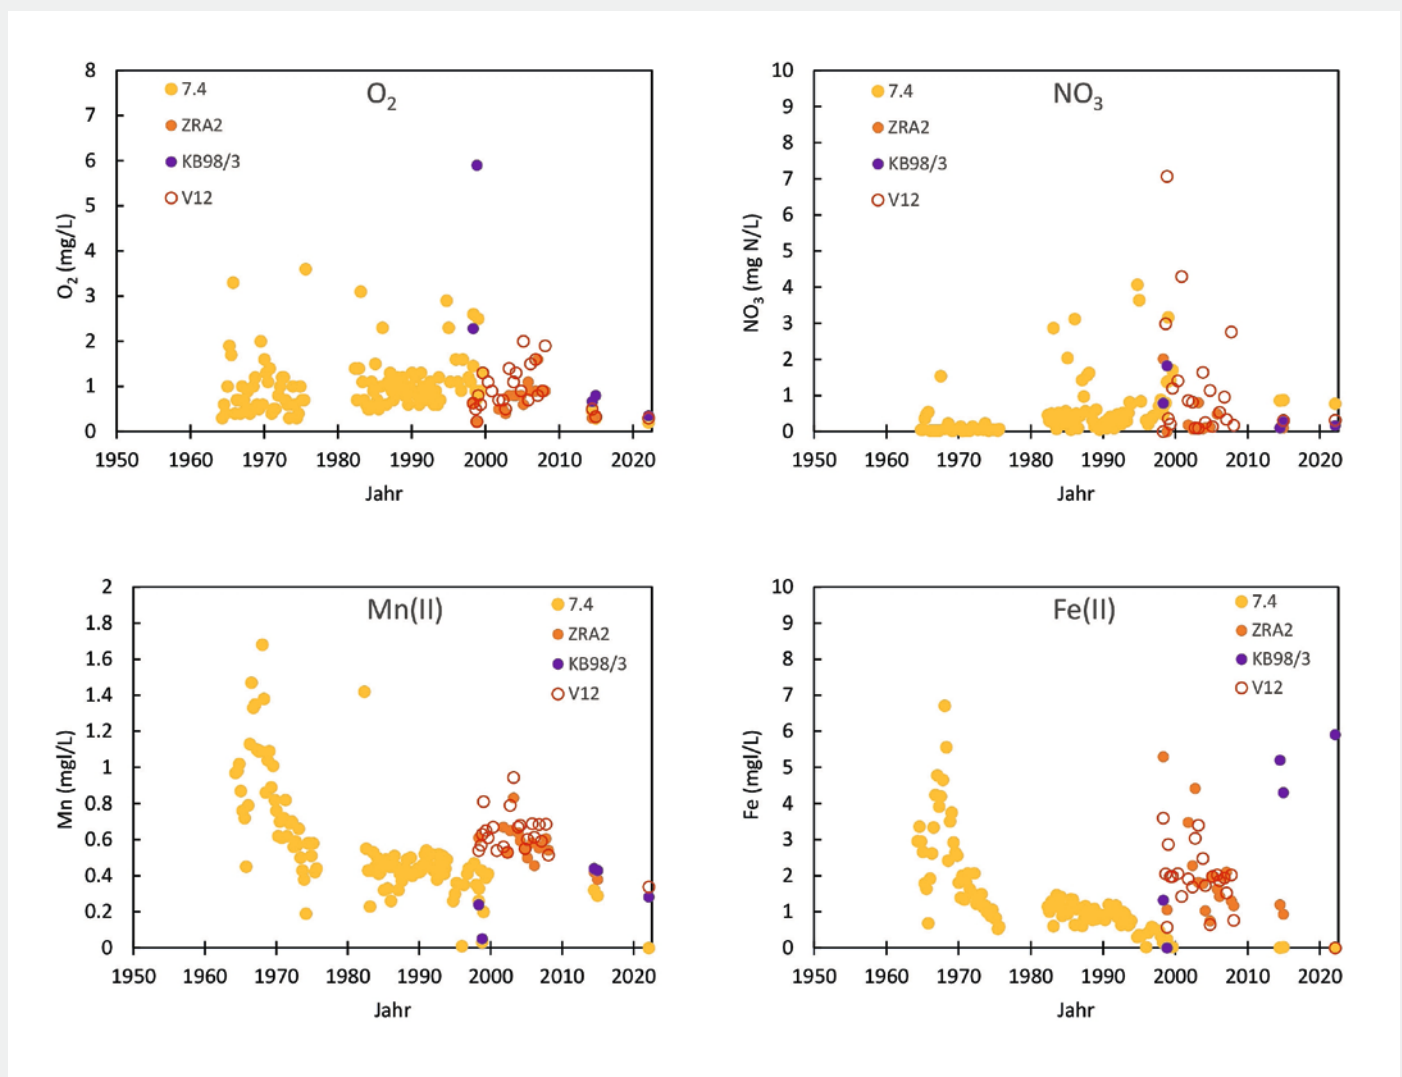 O2
7.4
ZRA2
KB98/3
V12
O2 (mg/L)
8
7
6
5
4
3
2
1
0
1950 1960 1970 1980 1990 2000 2010 2020
Jahr
NO3
7.4
ZRA2
KB98/3
V12
NO3 (mg N/L)
10
9
8
7
6
5
4
3
2
1
0
1950 1960 1970 1980 1990 2000 2010 2020
Jahr
Mn(II)
7.4
ZRA2
KB98/3
V12
Mn (mgl/L)
2
1.8
1.6
1.4
1.2
1
0.8
0.6
0.4
0.2
0
1950 1960 1970 1980 1990 2000 2010 2020
Jahr
Fe(II)
7.4
ZRA2
KB98/3
V12
Fe (mgl/L)
10
9
8
7
6
5
4
3
2
1
0
1950 1960 1970 1980 1990 2000 2010 2020
Jahr